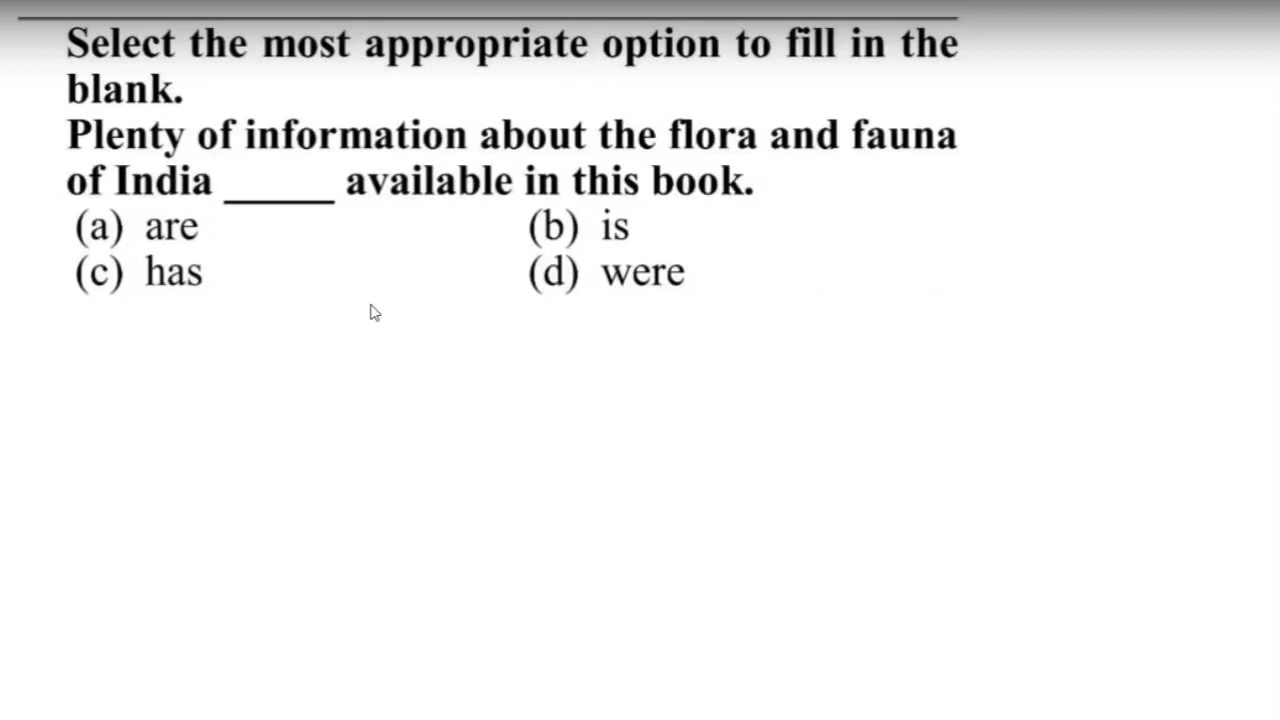 Select the most appropriate option to fill in the
blank.
Plenty of information about the flora and fauna
of India _____ available in this book.
(a) are (b) is
(c) has (d) were